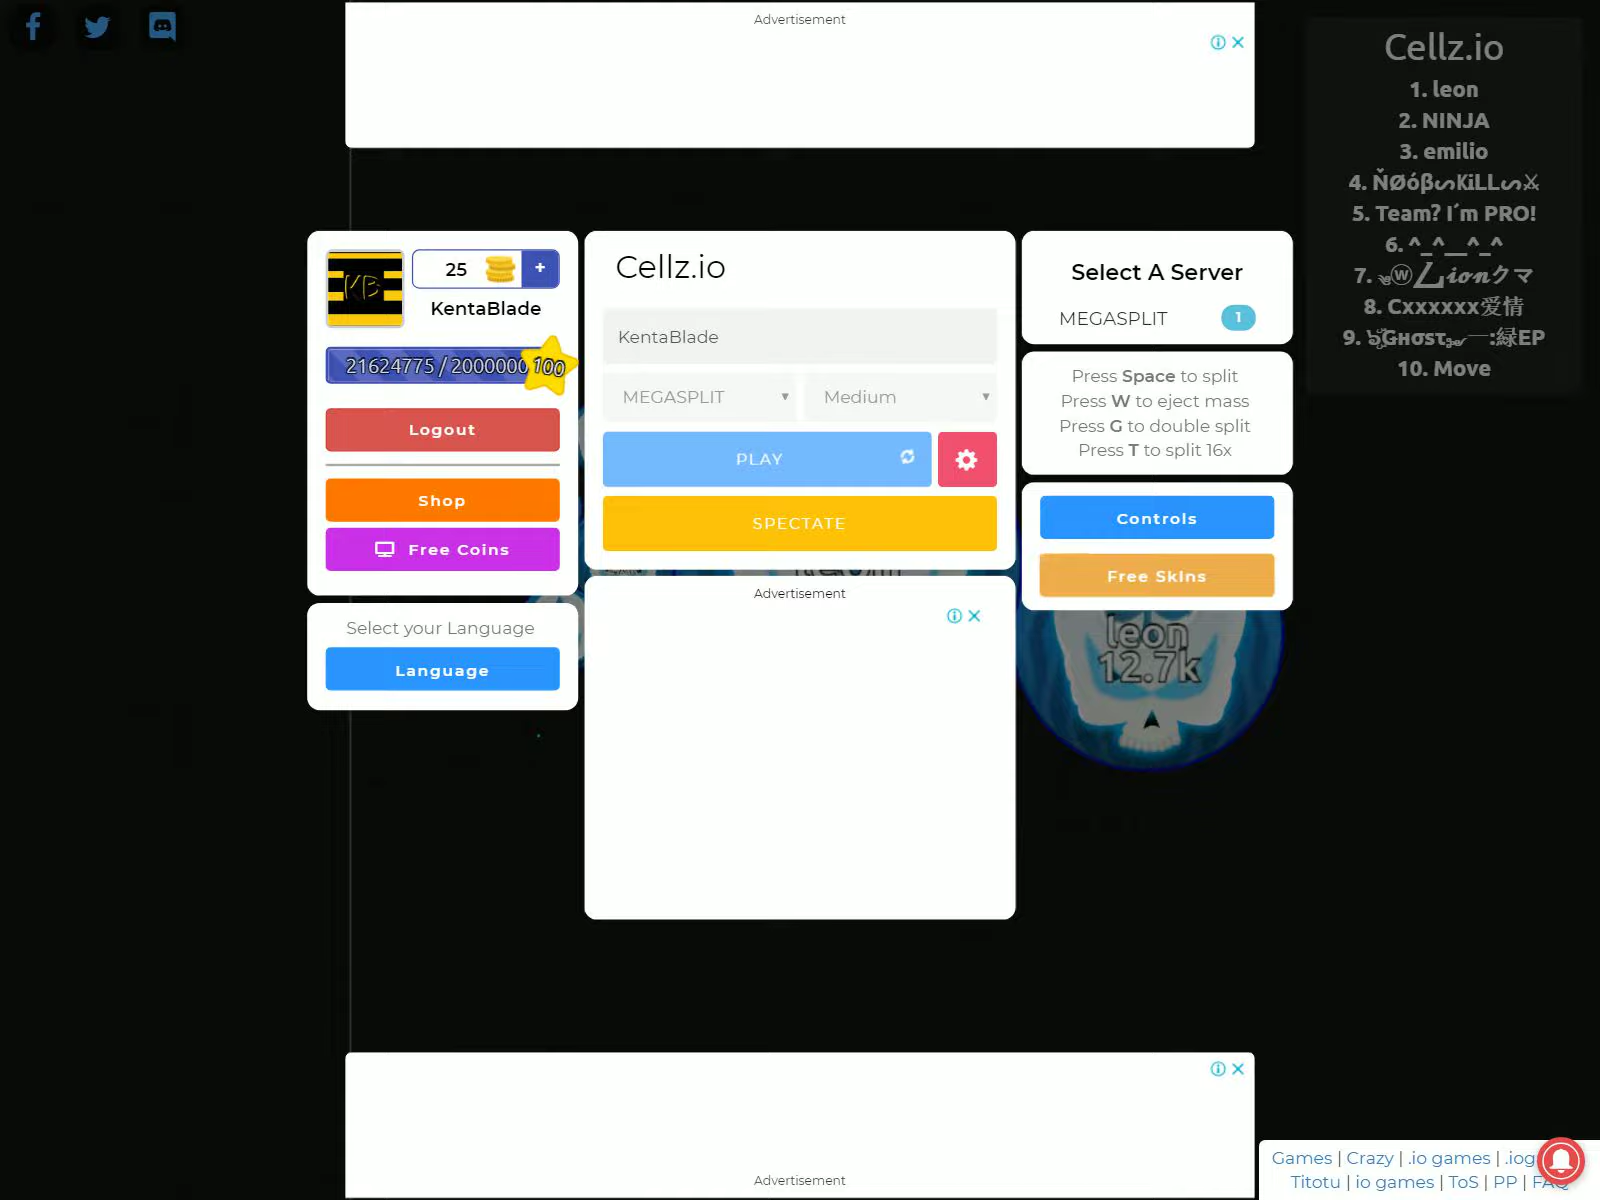 Advertisement
Cellz.io
1. leon
2. NINJA
3. emilio
5. Team? I´m PRO!
6. ^_^__^_^
8. Cxxxxxx爱情
10. Move
25
+
KentaBlade
21624775 / 2000000
100
Logout
Shop
Free Coins
Select your Language
Language
Cellz.io
KentaBlade
MEGASPLIT
Medium
PLAY
SPECTATE
Advertisement
Select A Server
MEGASPLIT 1
Press Space to split
Press W to eject mass
Press G to double split
Press T to split 16x
Controls
Free Skins
leon
12.7k
Advertisement
Games | Crazy | .io games |
Titotu | io games | ToS | PP | FAQ